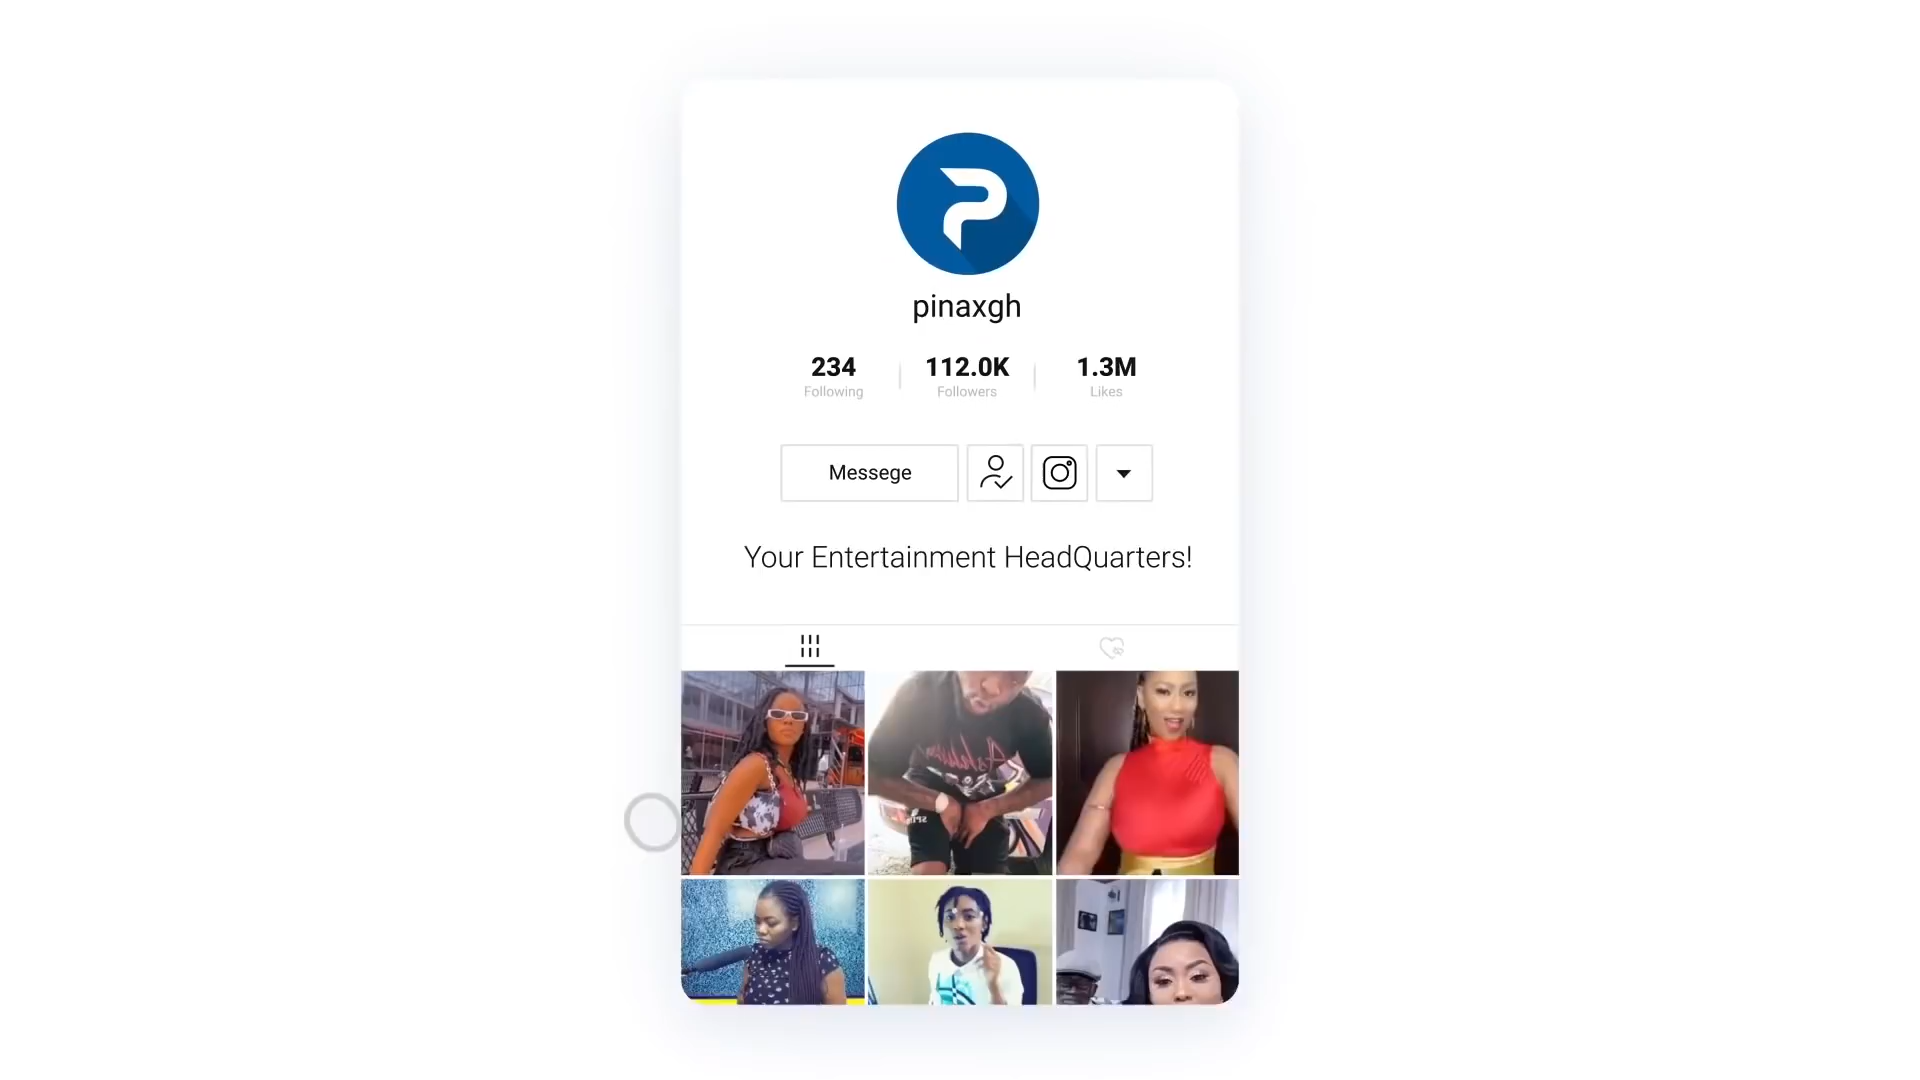 pinaxgh
234 112.0K 1.3M
Following Followers Likes
Messege
Your Entertainment HeadQuarters!